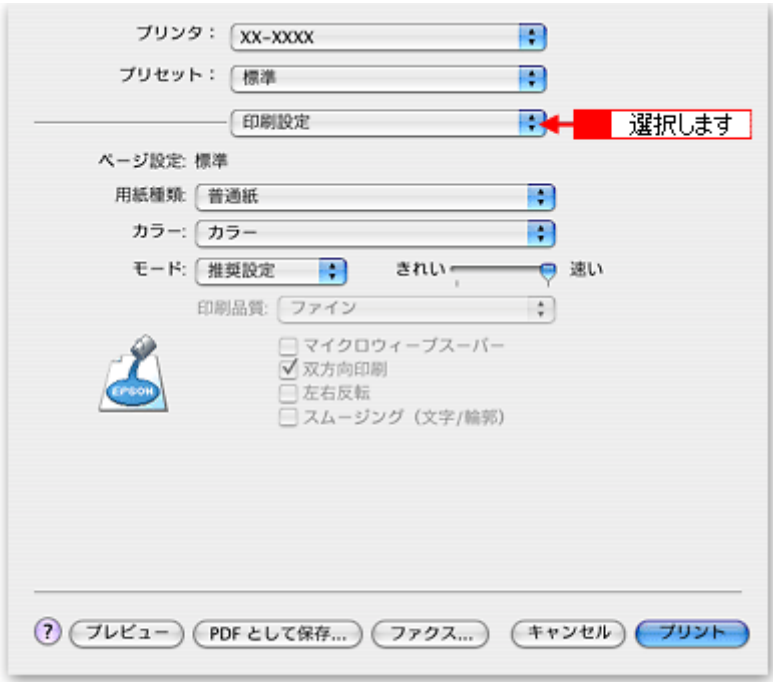 プリンタ： XX-XXXX
プリセット： 標準
印刷設定 選択します
ページ設定: 標準
用紙種類: 普通紙
カラー: カラー
モード: 推奨設定 きれい 速い
印刷品質: ファイン
マイクロウィーブスーパー
双方向印刷
左右反転
スムージング（文字/輪郭）
EPSON
? プレビュー PDF として保存... ファクス... キャンセル プリント